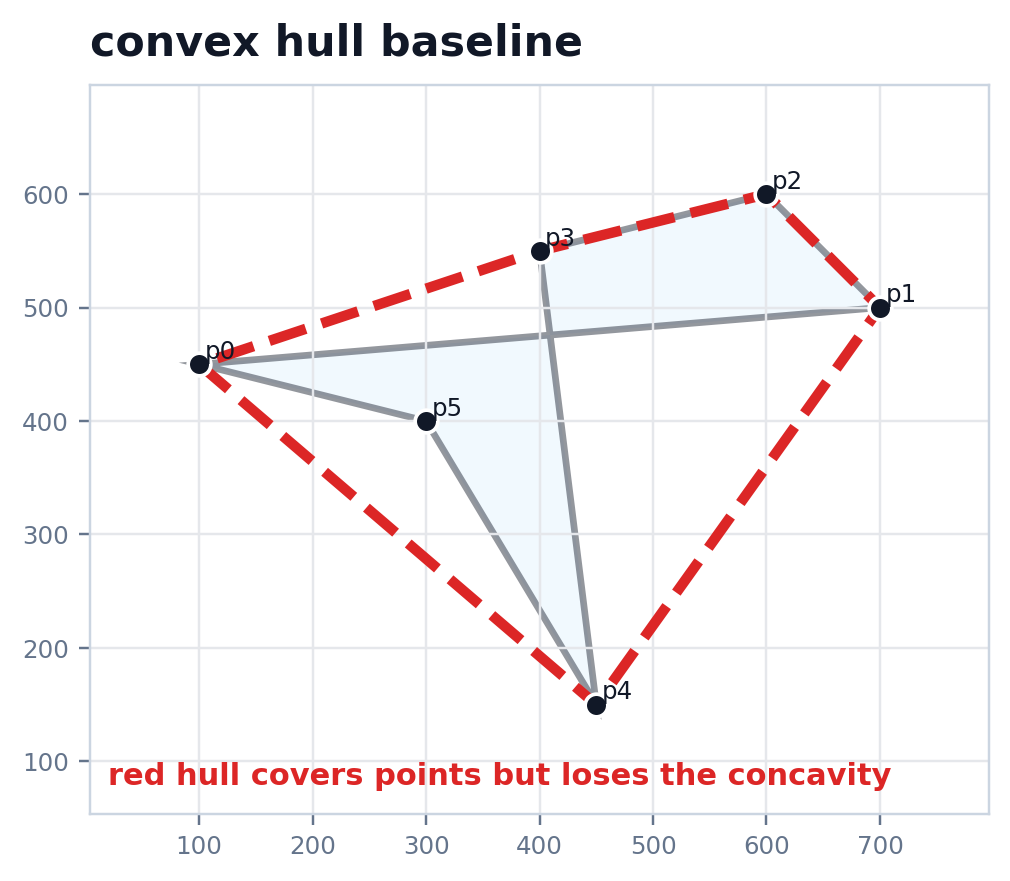 convex hull baseline
600
p2
p3
500
p1
p0
400
p5
300
200
p4
100
red hull covers points but loses the concavity
100 200 300 400 500 600 700